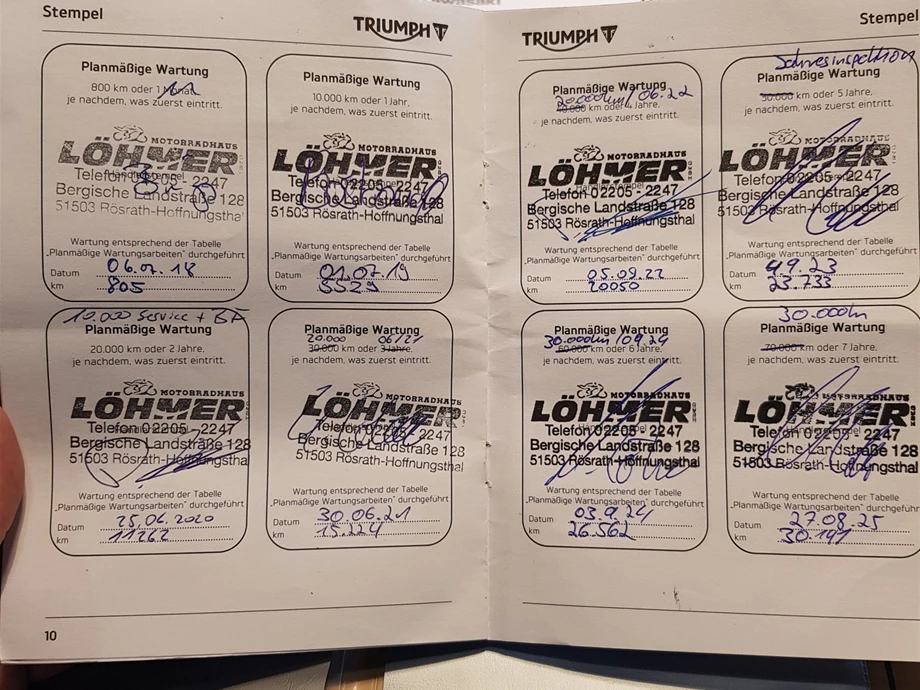 Stempel
TRIUMPH
Planmäßige Wartung
800 km oder 1 Monat,
je nachdem, was zuerst eintritt.
MOTORRADHAUS
LÖHMER GMBH
Telefon 02205 - 2247
Bergische Landstraße 128
51503 Rösrath-Hoffnungsthal
Wartung entsprechend der Tabelle
„Planmäßige Wartungsarbeiten“ durchgeführt
Datum 06.07.18
km 805
Planmäßige Wartung
10.000 km oder 1 Jahr,
je nachdem, was zuerst eintritt.
MOTORRADHAUS
LÖHMER GMBH
Telefon 02205 - 2247
Bergische Landstraße 128
51503 Rösrath-Hoffnungsthal
Wartung entsprechend der Tabelle
„Planmäßige Wartungsarbeiten“ durchgeführt
Datum 01.07.19
km
10.000 Service + BF
Planmäßige Wartung
20.000 km oder 2 Jahre,
je nachdem, was zuerst eintritt.
MOTORRADHAUS
LÖHMER GMBH
Telefon 02205 - 2247
Bergische Landstraße 128
51503 Rösrath-Hoffnungsthal
Wartung entsprechend der Tabelle
„Planmäßige Wartungsarbeiten“ durchgeführt
Datum 25.06.2020
km 11262
Planmäßige Wartung
20.000 06/21
30.000 km oder 3 Jahre,
je nachdem, was zuerst eintritt.
MOTORRADHAUS
LÖHMER GMBH
Telefon 02205 - 2247
Bergische Landstraße 128
51503 Rösrath-Hoffnungsthal
Wartung entsprechend der Tabelle
„Planmäßige Wartungsarbeiten“ durchgeführt
Datum 30.06.21
km 15.224
10
TRIUMPH
Stempel
Planmäßige Wartung
20.000km/06.22
40.000 km oder 4 Jahre,
je nachdem, was zuerst eintritt.
MOTORRADHAUS
LÖHMER GMBH
Telefon 02205 - 2247
Bergische Landstraße 128
51503 Rösrath-Hoffnungsthal
Wartung entsprechend der Tabelle
„Planmäßige Wartungsarbeiten“ durchgeführt
Datum 05.09.22
km 20050
Jahresinspektion
Planmäßige Wartung
50.000 km oder 5 Jahre,
je nachdem, was zuerst eintritt.
MOTORRADHAUS
LÖHMER
Telefon 02205 - 2247
Bergische Landstraße 128
51503 Rösrath-Hoffnungsthal
Wartung entsprechend der Tabelle
„Planmäßige Wartungsarbeiten“ durchgeführt
Datum 4.9.23
km 23.733
Planmäßige Wartung
30.000km/09.24
60.000 km oder 6 Jahre,
je nachdem, was zuerst eintritt.
MOTORRADHAUS
LÖHMER GMBH
Telefon 02205 - 2247
Bergische Landstraße 128
51503 Rösrath-Hoffnungsthal
Wartung entsprechend der Tabelle
„Planmäßige Wartungsarbeiten“ durchgeführt
Datum 03.9.24
km 26.562
30.000km
Planmäßige Wartung
70.000 km oder 7 Jahre,
je nachdem, was zuerst eintritt.
MOTORRADHAUS
LÖHMER GMBH
Telefon 02205 - 2247
Bergische Landstraße 128
51503 Rösrath-Hoffnungsthal
Wartung entsprechend der Tabelle
„Planmäßige Wartungsarbeiten“ durchgeführt
Datum 27.08.25
km 30.191